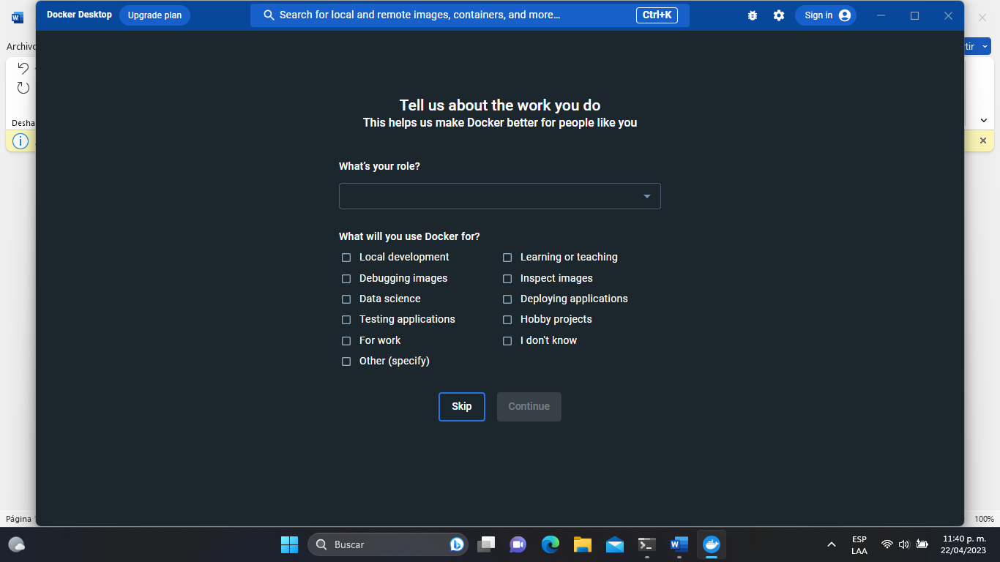 Docker Desktop
Upgrade plan
Search for local and remote images, containers, and more...
Ctrl+K
Sign in
Archivo
tir
Desha
Tell us about the work you do
This helps us make Docker better for people like you
What's your role?
What will you use Docker for?
Local development
Learning or teaching
Debugging images
Inspect images
Data science
Deploying applications
Testing applications
Hobby projects
For work
I don't know
Other (specify)
Skip
Continue
Página
100%
Buscar
ESP
LAA
11:40 p. m.
22/04/2023